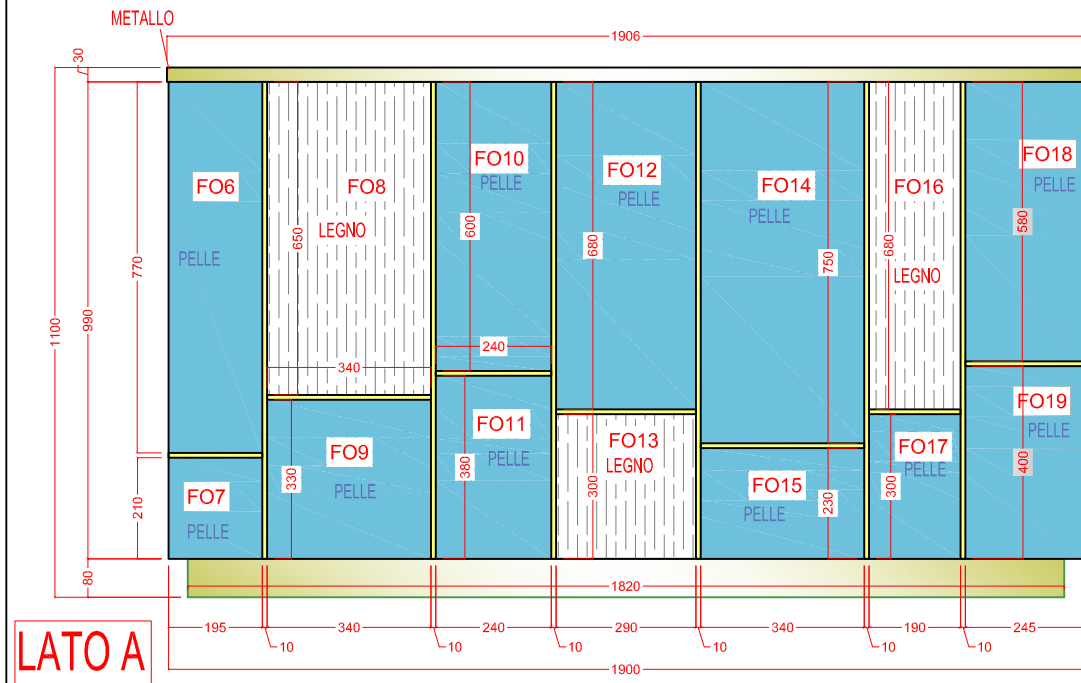 METALLO
1906
30
1100
990
770
210
80
FO6
PELLE
FO7
PELLE
FO8
LEGNO
650
340
FO9
PELLE
330
FO10
PELLE
600
240
FO11
PELLE
380
FO12
PELLE
680
FO13
LEGNO
300
FO14
PELLE
750
FO15
PELLE
230
FO16
LEGNO
680
FO17
PELLE
300
FO18
PELLE
580
FO19
PELLE
400
1820
195
340
240
290
340
190
245
10
10
10
10
10
10
1900
LATO A